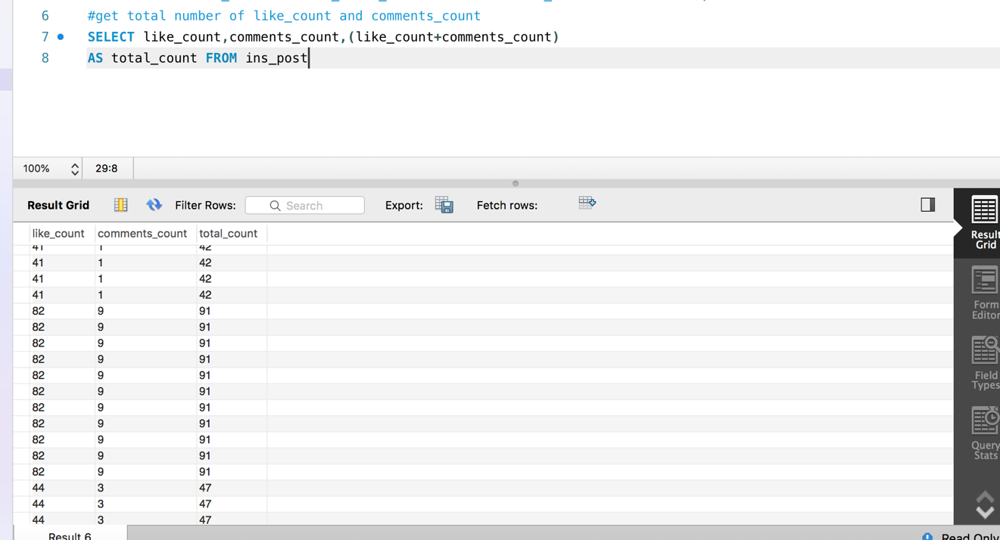 6 #get total number of like_count and comments_count
7 SELECT like_count,comments_count,(like_count+comments_count)
8 AS total_count FROM ins_post
100% 29:8
Result Grid Filter Rows: Search Export: Fetch rows:
like_count comments_count total_count
41 1 42
41 1 42
41 1 42
41 1 42
82 9 91
82 9 91
82 9 91
82 9 91
82 9 91
82 9 91
82 9 91
82 9 91
82 9 91
82 9 91
82 9 91
44 3 47
44 3 47
44 3 47
Result
Grid
Form
Editor
Field
Types
Query
Stats
Result 6 Read Only